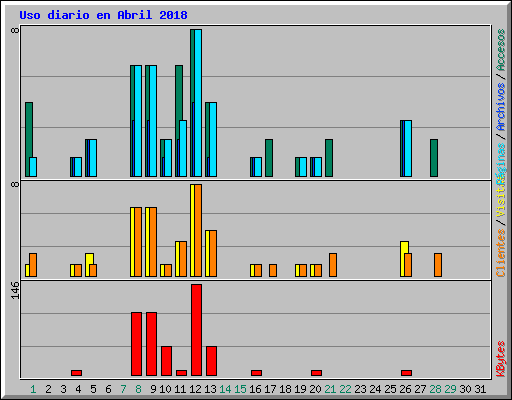 Uso diario en Abril 2018
8
8
146
Accesos / Archivos / Páginas
Visitas / Clientes
KBytes
1 2 3 4 5 6 7 8 9 10 11 12 13 14 15 16 17 18 19 20 21 22 23 24 25 26 27 28 29 30 31